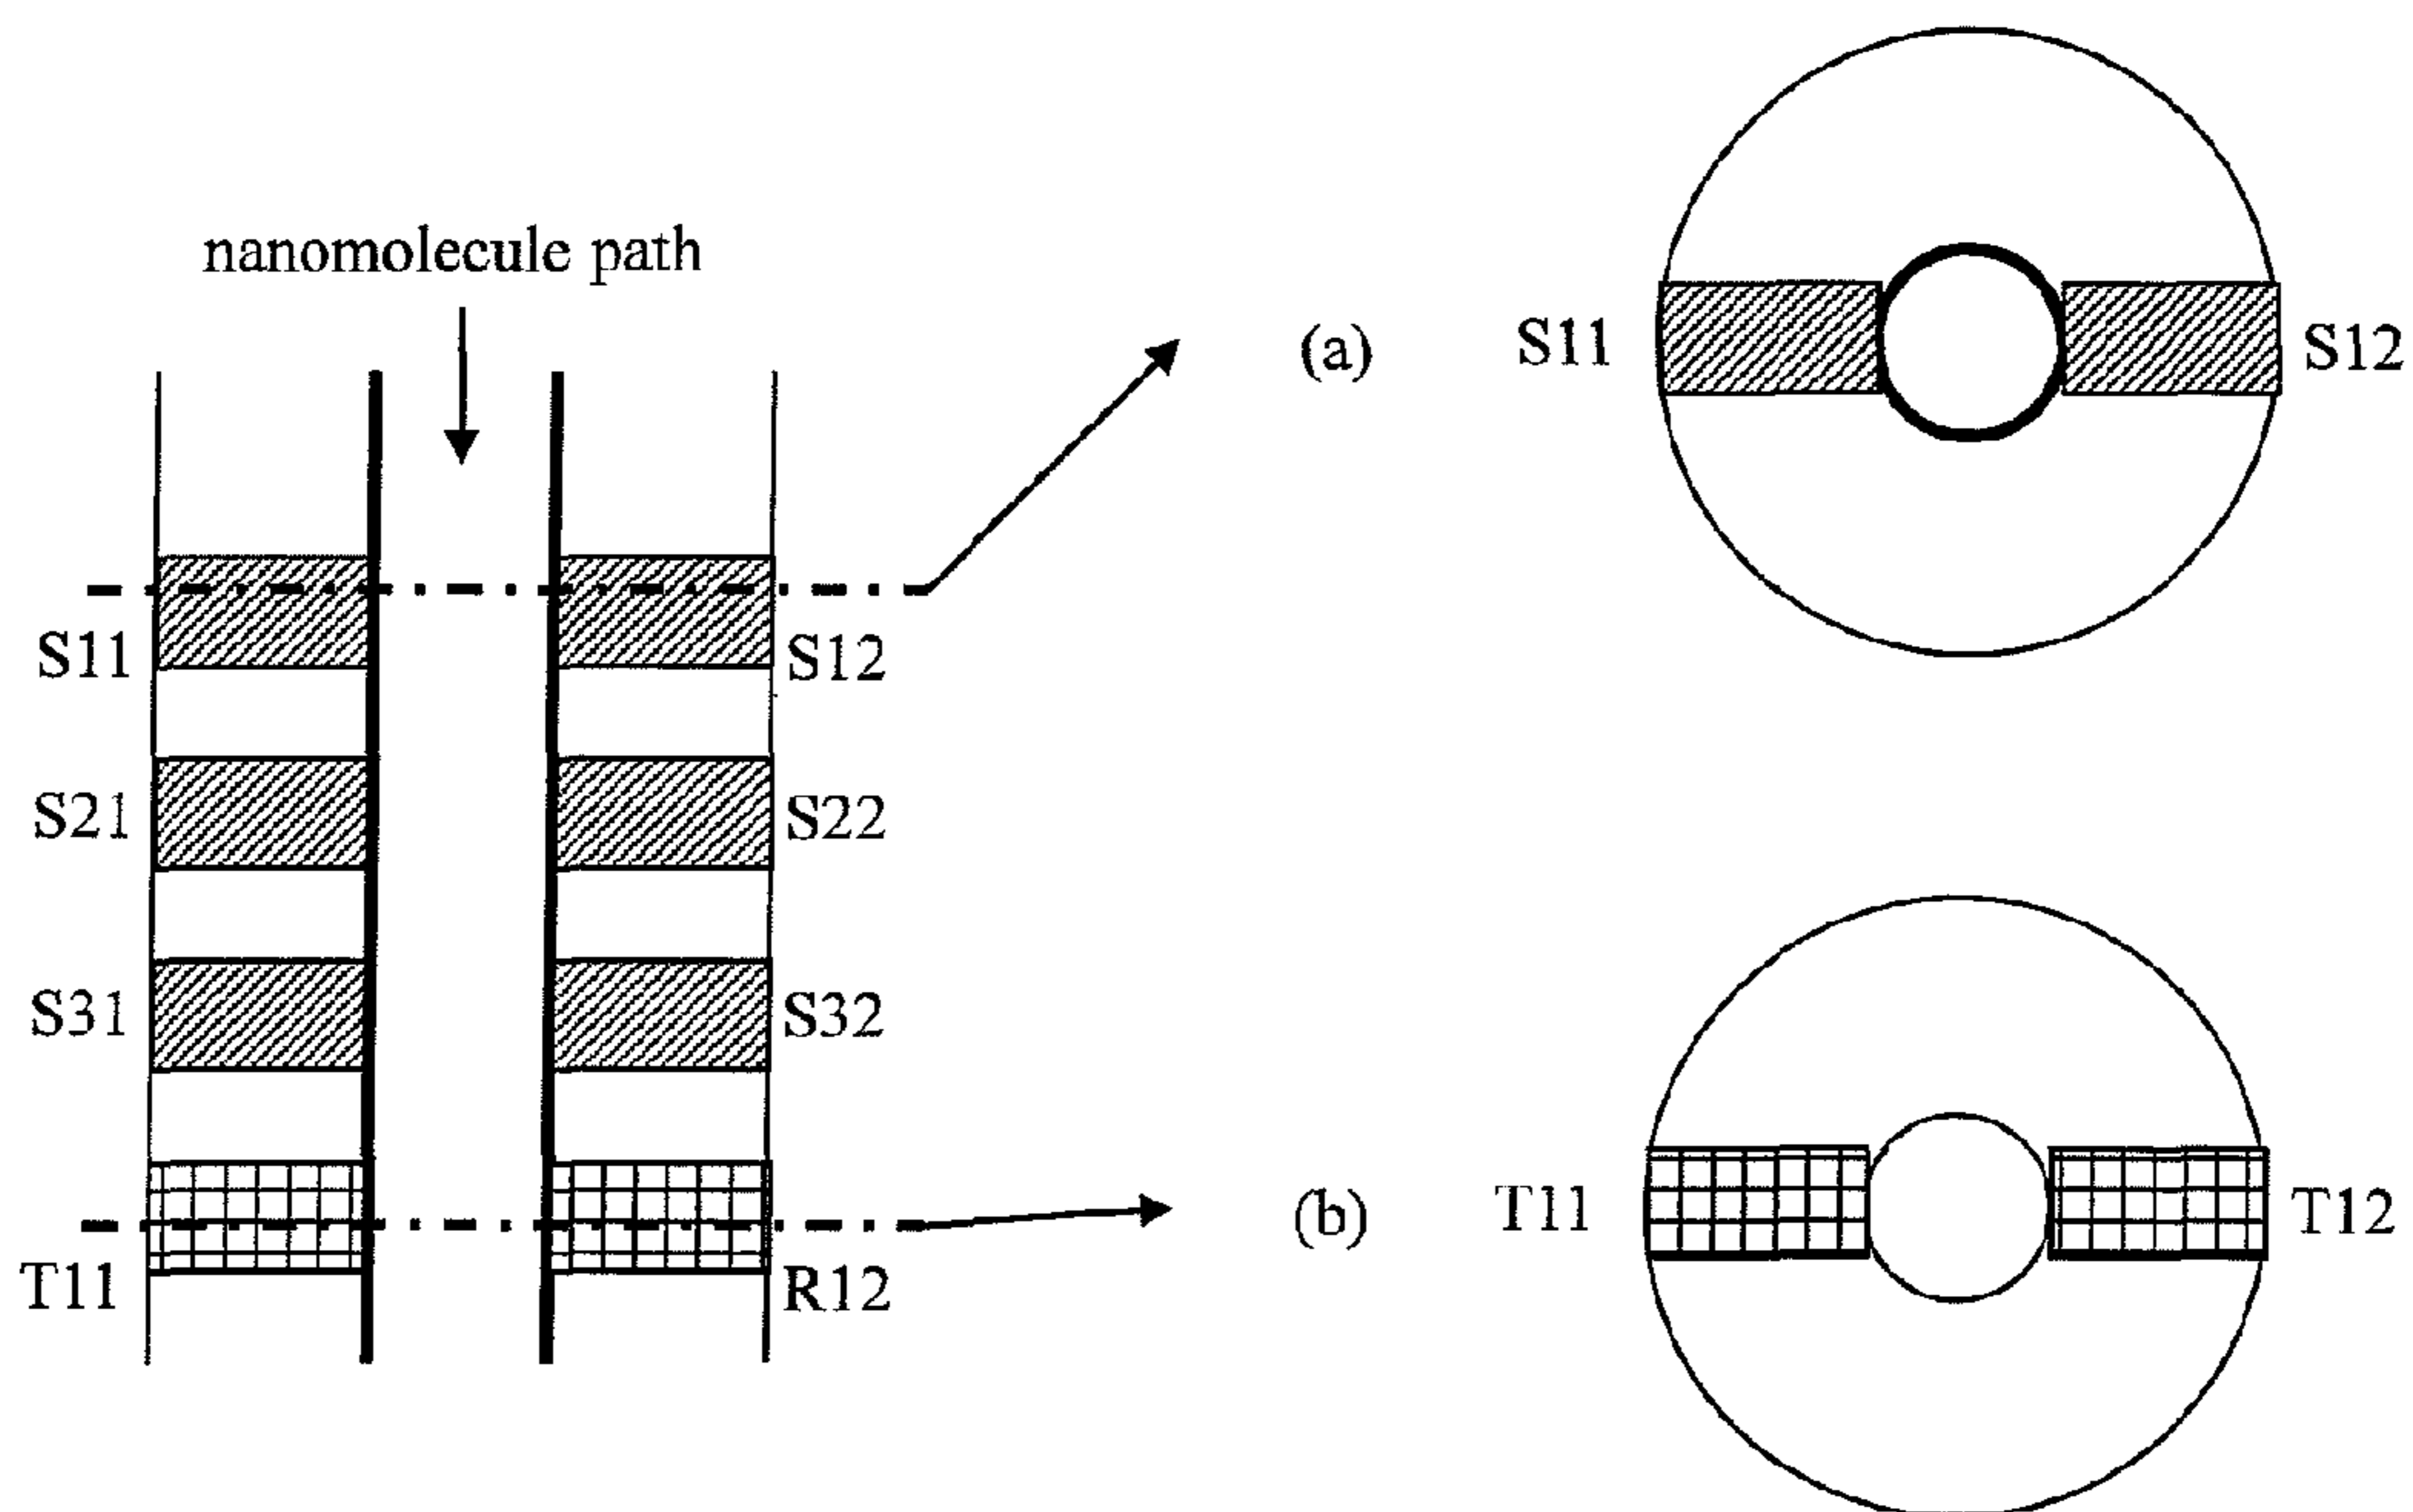 nanomolecule path
(a)
S11
S12
S11
S12
S21
S22
S31
S32
T11
R12
(b)
T11
T12